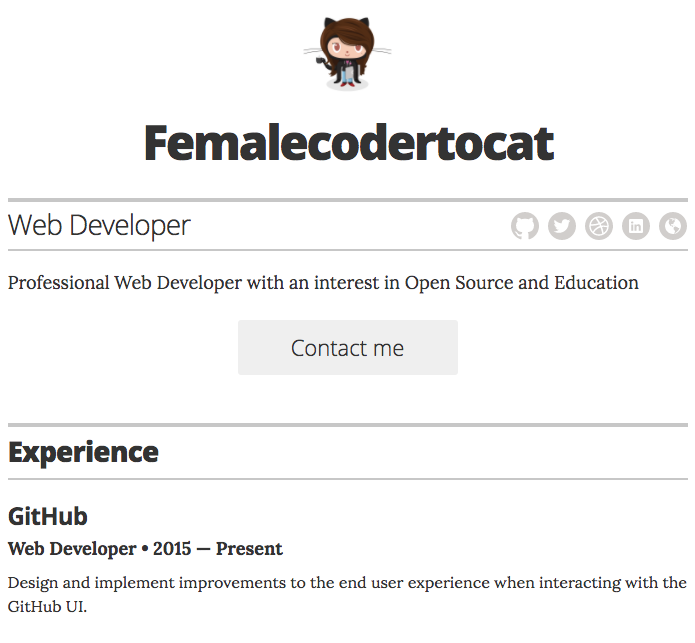 Femalecodertocat
Web Developer
Professional Web Developer with an interest in Open Source and Education
Contact me
Experience
GitHub
Web Developer • 2015 — Present
Design and implement improvements to the end user experience when interacting with the
GitHub UI.